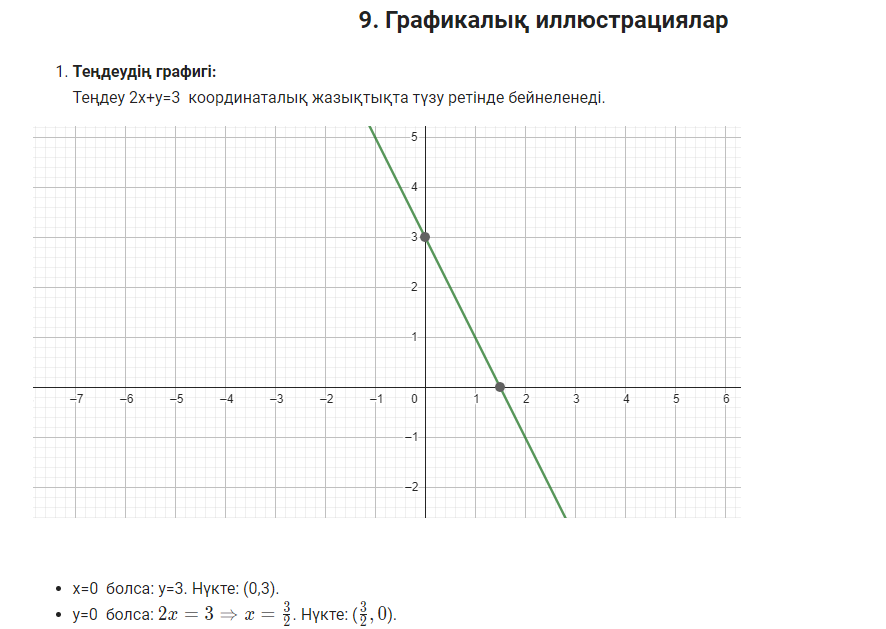 9. Графикалық иллюстрациялар
1. Теңдеудің графигі:
Теңдеу 2x+y=3 координаталық жазықтықта түзу ретінде бейнеленеді.
5
4
3
2
1
–7 –6 –5 –4 –3 –2 –1 0 1 2 3 4 5 6
–1
–2
• x=0 болса: y=3. Нүкте: (0,3).
• y=0 болса: 2x = 3 ⇒ x = 3/2. Нүкте: (3/2, 0).